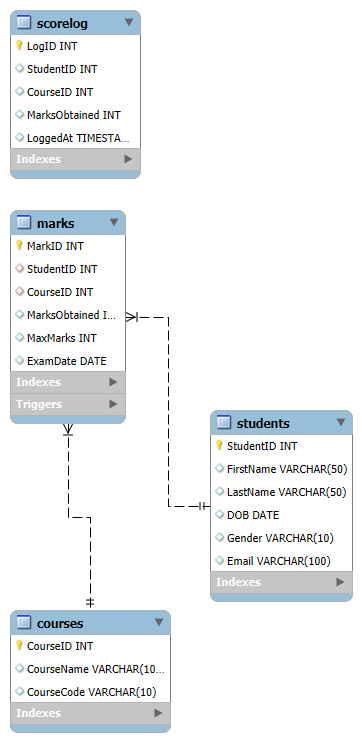 scorelog
LogID INT
StudentID INT
CourseID INT
MarksObtained INT
LoggedAt TIMESTA...
Indexes
marks
MarkID INT
StudentID INT
CourseID INT
MarksObtained I...
MaxMarks INT
ExamDate DATE
Indexes
Triggers
students
StudentID INT
FirstName VARCHAR(50)
LastName VARCHAR(50)
DOB DATE
Gender VARCHAR(10)
Email VARCHAR(100)
Indexes
courses
CourseID INT
CourseName VARCHAR(10...
CourseCode VARCHAR(10)
Indexes